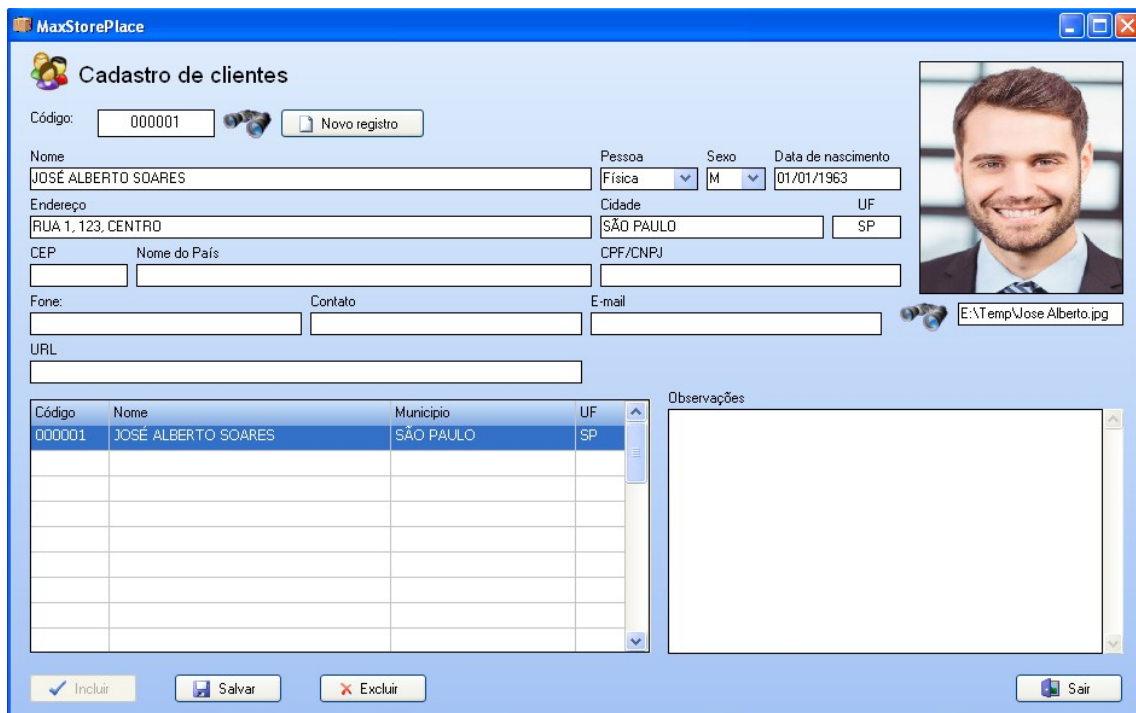 MaxStorePlace
Cadastro de clientes
Código: 000001 Novo registro
Nome Pessoa Sexo Data de nascimento
JOSÉ ALBERTO SOARES Física M 01/01/1963
Endereço Cidade UF
RUA 1, 123, CENTRO SÃO PAULO SP
CEP Nome do País CPF/CNPJ
Fone: Contato E-mail
E:\Temp\Jose Alberto.jpg
URL
Código Nome Municipio UF
000001 JOSÉ ALBERTO SOARES SÃO PAULO SP
Observações
Incluir Salvar Excluir Sair